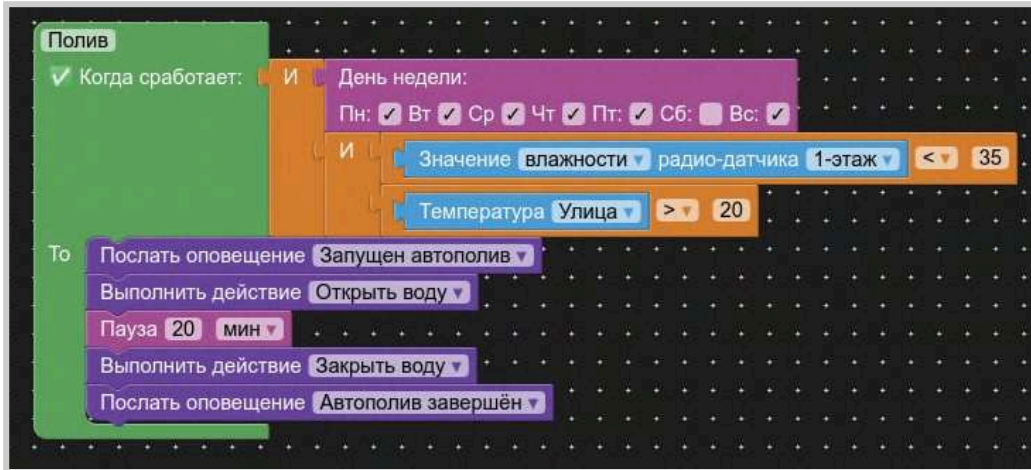 Полив
Когда сработает: И День недели:
Пн: Вт Ср Чт Пт: Сб: Вс:
И Значение влажности радио-датчика 1-этаж < 35
Температура Улица > 20
То Послать оповещение Запущен автополив
Выполнить действие Открыть воду
Пауза 20 мин
Выполнить действие Закрыть воду
Послать оповещение Автополив завершён